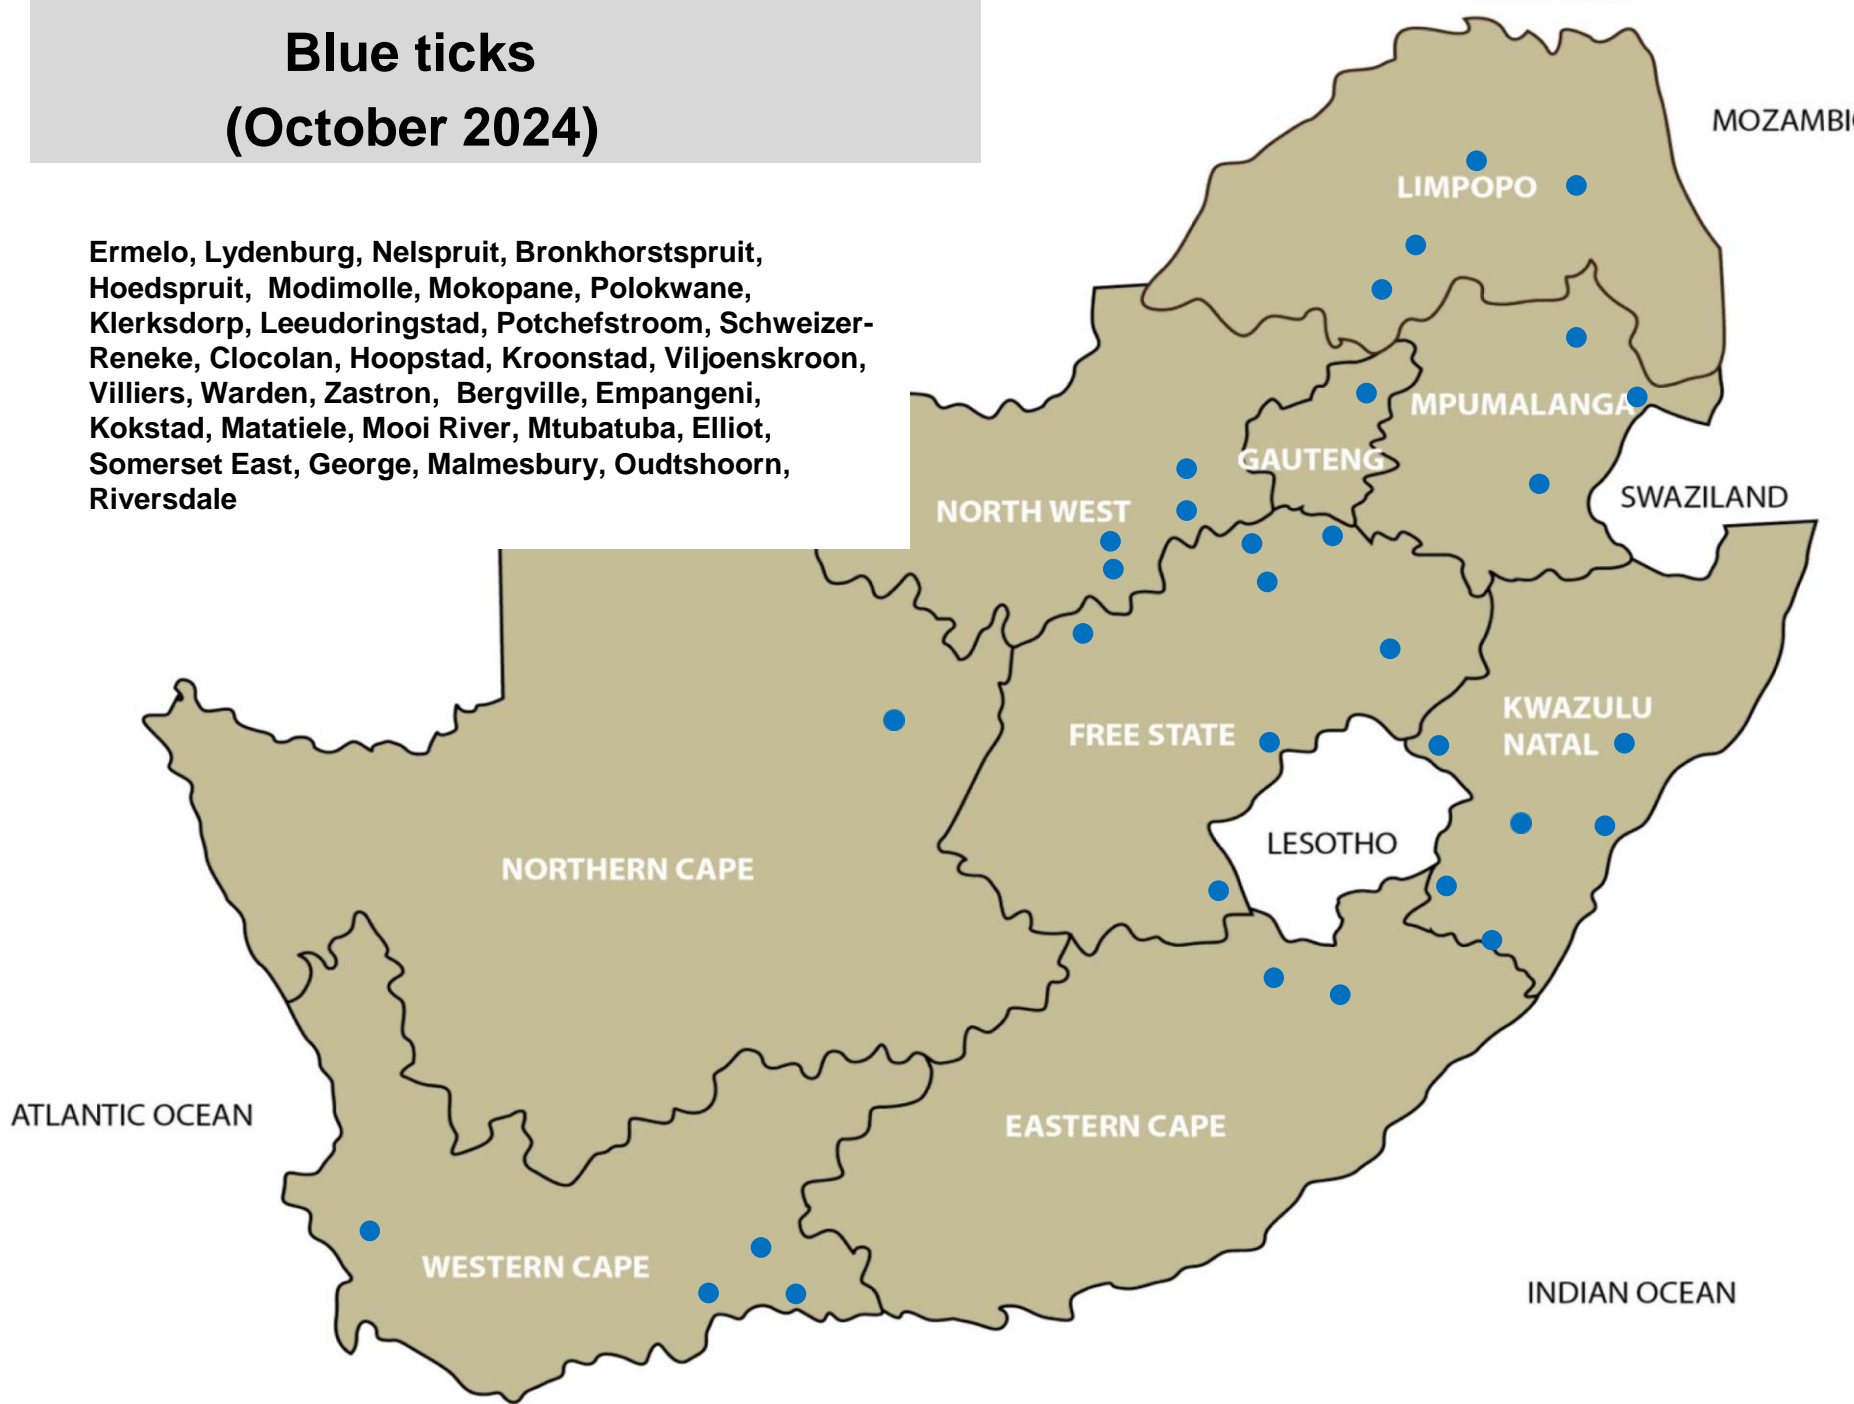 Blue ticks
(October 2024)
Ermelo, Lydenburg, Nelspruit, Bronkhorstspruit,
Hoedspruit, Modimolle, Mokopane, Polokwane,
Klerksdorp, Leeudoringstad, Potchefstroom, Schweizer-
Reneke, Clocolan, Hoopstad, Kroonstad, Viljoenskroon,
Villiers, Warden, Zastron, Bergville, Empangeni,
Kokstad, Matatiele, Mooi River, Mtubatuba, Elliot,
Somerset East, George, Malmesbury, Oudtshoorn,
Riversdale
MOZAMBI
LIMPOPO
MPUMALANGA
GAUTENG
SWAZILAND
NORTH WEST
KWAZULU
NATAL
FREE STATE
LESOTHO
NORTHERN CAPE
ATLANTIC OCEAN
EASTERN CAPE
WESTERN CAPE
INDIAN OCEAN